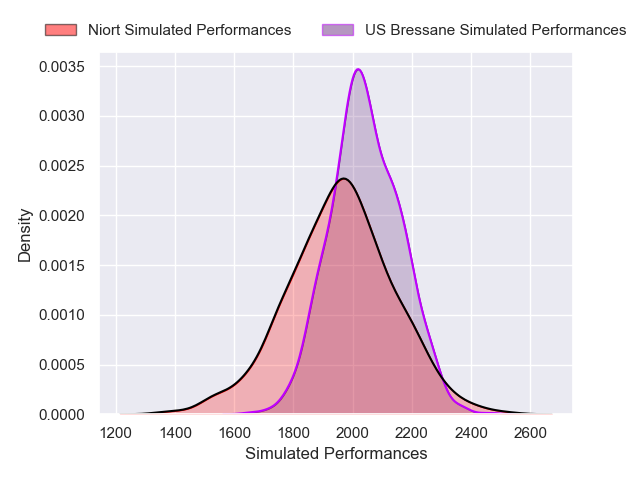 Niort Simulated Performances
US Bressane Simulated Performances
0.0035
0.0030
0.0025
0.0020
0.0015
0.0010
0.0005
0.0000
Density
1200 1400 1600 1800 2000 2200 2400 2600
Simulated Performances